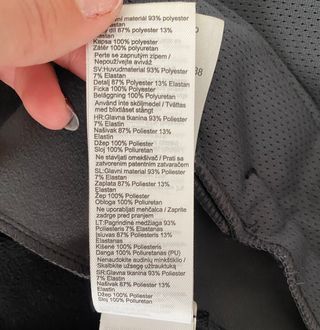 Hlavní materiál 93% polyester
díl 87% polyester 13%
Kapsa 100% polyester
Zátěr 100% polyuretan
Perte se zapnutým zipem /
Nepoužívejte aviváž
SV:Huvudmaterial 93% Polyester
7% Elastan
Detalj 87% Polyester 13% Elastan
Ficka 100% Polyester
Beläggning 100% Polyuretan
Använd inte sköljmedel / Tvättas
med blixtlåset stängt
HR:Glavna tkanina 93% Poliester
7% Elastin
Našivak 87% Poliester 13%
Elastin
Džep 100% Poliester
Sloj 100% Poliuretan
Ne stavljati omekšivač / Prati sa
zatvorenim patentnim zatvaračem
SL:Glavni material 93% Poliester
7% Elastan
Zaplata 87% Poliester 13%
Elastan
Žep 100% Poliester
Obloga 100% Poliuretan
Ne uporabljati mehčalca / Zaprite
zadrge pred pranjem
LT:Pagrindinė medžiaga 93%
Poliesteris 7% Elastanas
Įsiuvas 87% Poliesteris 13%
Elastanas
Kišenė 100% Poliesteris
Danga 100% Poliuretanas (PU)
Nenaudokite audinių minkštiklio /
Skalbkite užsegę užtrauktuką
SR:Glavna tkanina 93% Poliester
7% Elastin
Našivak 87% Poliester 13%
Elastin
Džep 100% Poliester
Sloj 100% Poliuretan